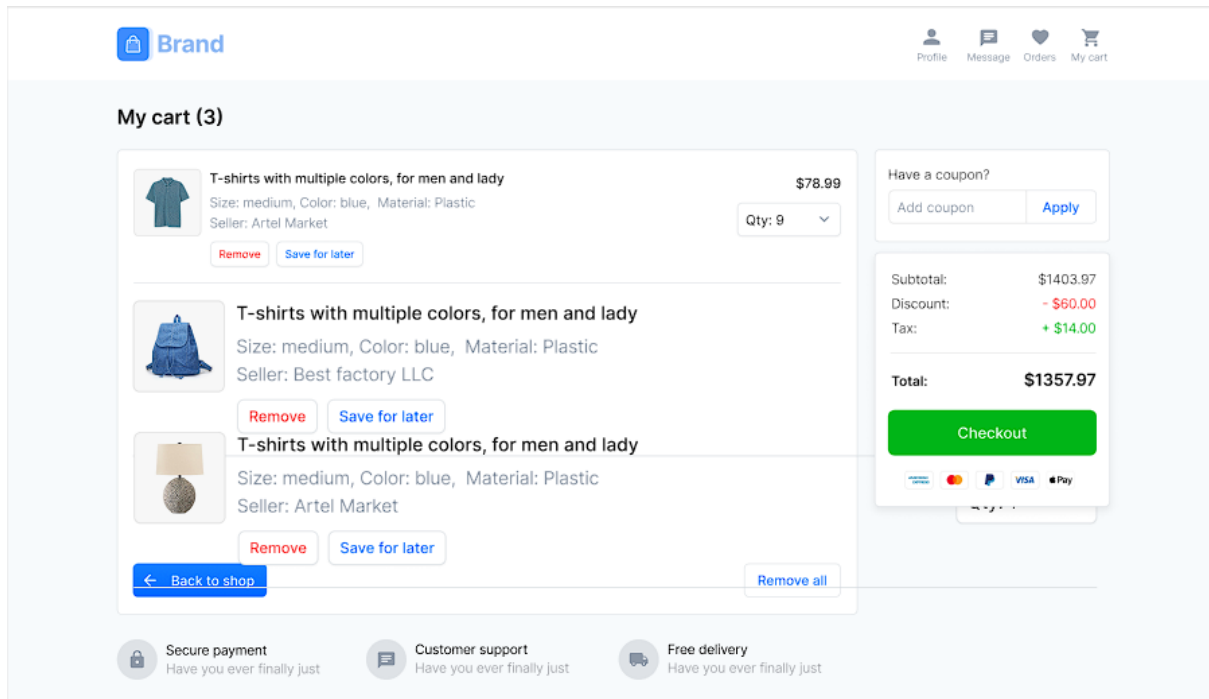 Brand
Profile
Message
Orders
My cart
My cart (3)
T-shirts with multiple colors, for men and lady
$78.99
Size: medium, Color: blue, Material: Plastic
Seller: Artel Market
Qty: 9
Remove
Save for later
T-shirts with multiple colors, for men and lady
Size: medium, Color: blue, Material: Plastic
Seller: Best factory LLC
Remove
Save for later
T-shirts with multiple colors, for men and lady
Size: medium, Color: blue, Material: Plastic
Seller: Artel Market
Remove
Save for later
Back to shop
Remove all
Have a coupon?
Add coupon
Apply
Subtotal: $1403.97
Discount: - $60.00
Tax: + $14.00
Total: $1357.97
Checkout
VISA
Pay
Secure payment
Have you ever finally just
Customer support
Have you ever finally just
Free delivery
Have you ever finally just